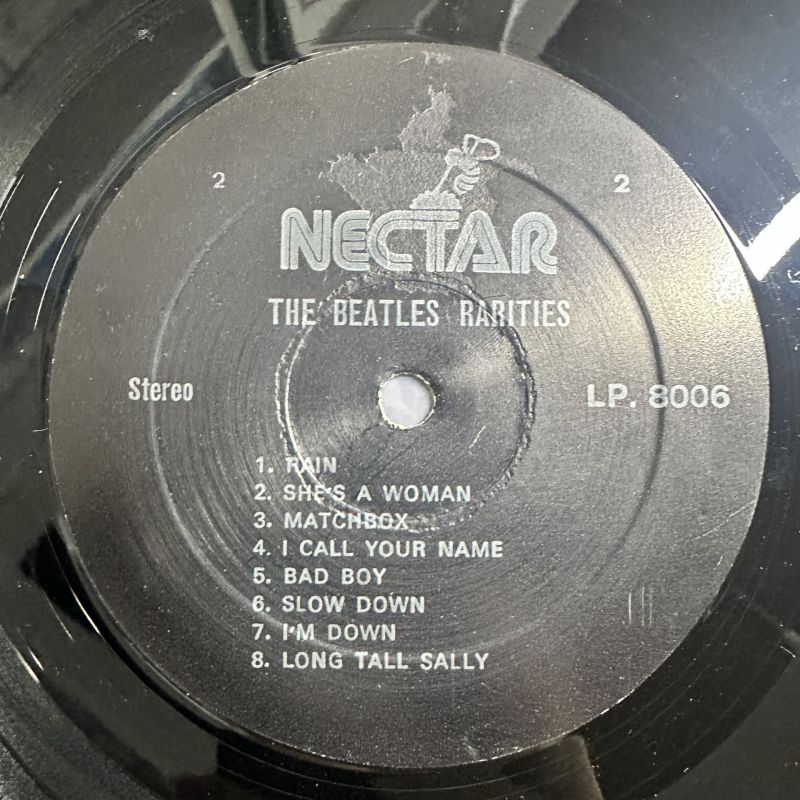 2 2
NECTAR
THE BEATLES RARITIES
Stereo LP. 8006
1. RAIN
2. SHE'S A WOMAN
3. MATCHBOX
4. I CALL YOUR NAME
5. BAD BOY
6. SLOW DOWN
7. I'M DOWN
8. LONG TALL SALLY